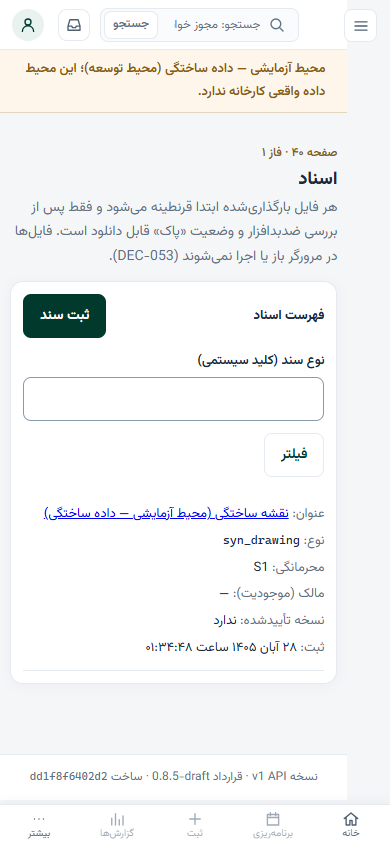 جستجو: مجوز خوا
جستجو
محیط آزمایشی — داده ساختگی (محیط توسعه)؛ این محیط
داده واقعی کارخانه ندارد.
صفحه ۴۰ · فاز ۱
اسناد
هر فایل بارگذاری‌شده ابتدا قرنطینه می‌شود و فقط پس از
بررسی ضدبدافزار و وضعیت «پاک» قابل دانلود است. فایل‌ها
در مرورگر باز یا اجرا نمی‌شوند (DEC-053).
فهرست اسناد
ثبت سند
نوع سند (کلید سیستمی)
فیلتر
عنوان: نقشه ساختگی (محیط آزمایشی — داده ساختگی)
نوع: syn_drawing
محرمانگی: S1
مالک (موجودیت): —
نسخه تأییدشده: ندارد
ثبت: ۲۸ آبان ۱۴۰۵ ساعت ۰۱:۳۴:۴۸
نسخه API v1 · قرارداد 0.8.5-draft · ساخت dd1f8f6402d2
خانه
برنامه‌ریزی
ثبت
گزارش‌ها
بیشتر